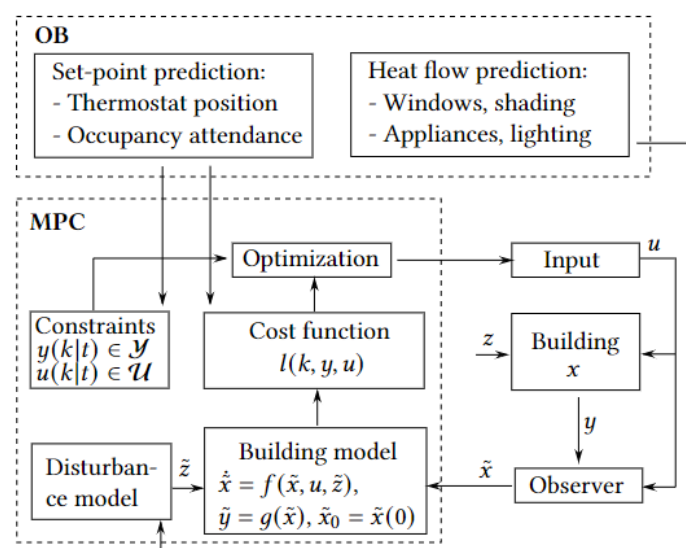 OB
Set-point prediction:
- Thermostat position
- Occupancy attendance
Heat flow prediction:
- Windows, shading
- Appliances, lighting
MPC
Optimization
Input
u
Constraints
y(k|t) ∈ 𝒴
u(k|t) ∈ 𝒰
Cost function
l(k, y, u)
z
Building
x
y
Disturban-
ce model
z̃
Building model
x̃̇ = f(x̃, u, z̃),
ỹ = g(x̃), x̃₀ = x̃(0)
x̃
Observer